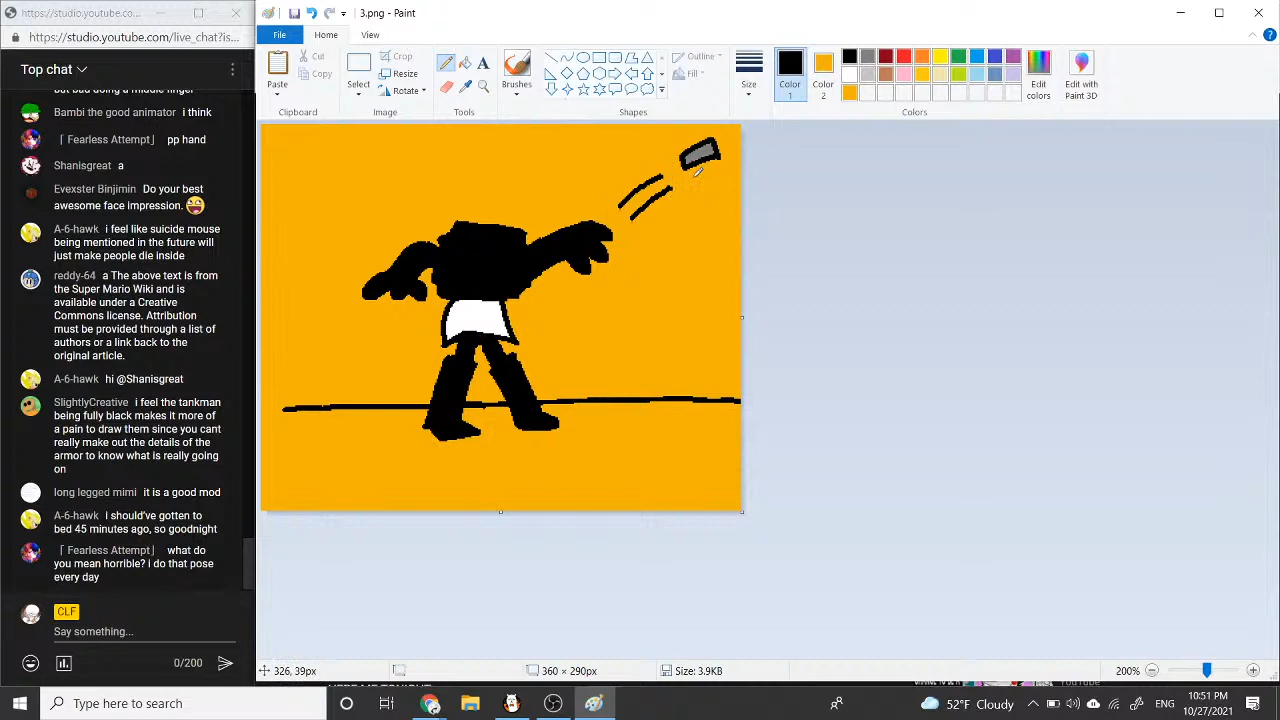 https://studio.youtube.com/...
3.png - Paint
https://studio.youtube.com/live_chat?is...
File
Home
View
Top chat
Paste
Cut
Copy
Clipboard
Select
Crop
Resize
Rotate
Image
Tools
Brushes
Outline
Fill
Shapes
Size
Color
1
Color
2
Edit
colors
Edit with
Paint 3D
Colors
but balooing a middle finger
Bambi the good animator i think
「 Fearless Attempt」 pp hand
Shanisgreat a
Evexster Binjimin Do your best
awesome face impression.
A-6-hawk i feel like suicide mouse
being mentioned in the future will
just make people die inside
reddy-64 a The above text is from
the Super Mario Wiki and is
available under a Creative
Commons license. Attribution
must be provided through a list of
authors or a link back to the
original article.
A-6-hawk hi @Shanisgreat
SlightlyCreative i feel the tankman
being fully black makes it more of
a pain to draw them since you cant
really make out the details of the
armor to know what is really going
on
long legged mimi it is a good mod
A-6-hawk i should've gotten to
bed 45 minutes ago, so goodnight
「 Fearless Attempt」 what do
you mean horrible? i do that pose
every day
CLF
Say something...
0/200
326, 39px
360 × 290px
Size: 3.9KB
200%
YouTube
Type here to search
52°F Cloudy
10:51 PM
10/27/2021